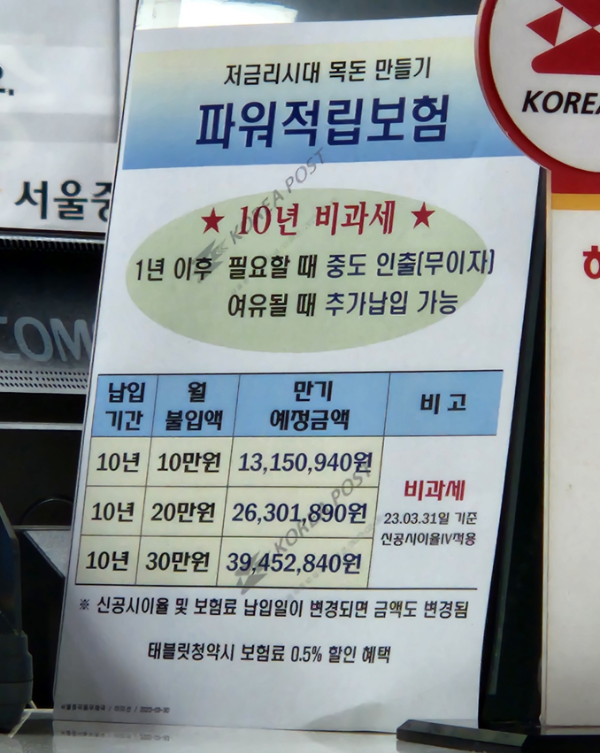 저금리시대 목돈 만들기
파워적립보험
★ 10년 비과세 ★
1년 이후 필요할 때 중도 인출(무이자)
여유될 때 추가납입 가능
납입 기간 월 불입액 만기 예정금액 비 고
10년 10만원 13,150,940원
10년 20만원 26,301,890원
10년 30만원 39,452,840원
비과세
23.03.31일 기준
신공시이율IV적용
※ 신공시이율 및 보험료 납입일이 변경되면 금액도 변경됨
태블릿청약시 보험료 0.5% 할인 혜택
KOREA POST
KOREA POST
서울중
COM
KOREA